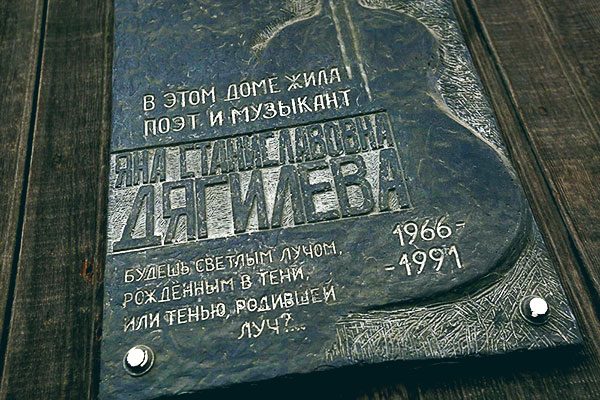 В ЭТОМ ДОМЕ ЖИЛА
ПОЭТ И МУЗЫКАНТ
ЯНА СТАНИСЛАВОВНА
ДЯГИЛЕВА
1966-
-1991
БУДЕШЬ СВЕТЛЫМ ЛУЧОМ,
РОЖДЁННЫМ В ТЕНИ,
ИЛИ ТЕНЬЮ, РОДИВШЕЙ
ЛУЧ?...